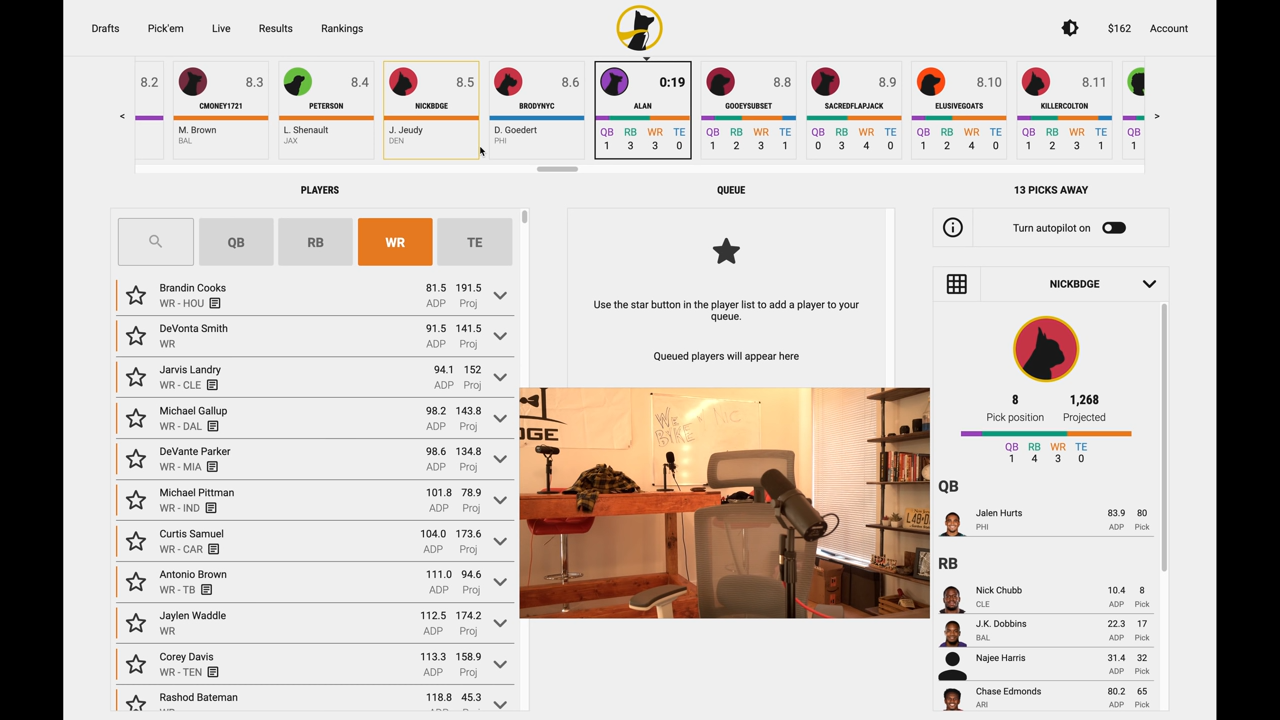 Drafts Pick'em Live Results Rankings $162 Account
8.2 8.3 8.4 8.5 8.6 0:19 8.8 8.9 8.10 8.11
CMONEY1721 PETERSON NICKBDGE BRODYNYC ALAN GOOEYSUBSET SACREDFLAPJACK ELUSIVEGOATS KILLERCOLTON
< M. Brown L. Shenault J. Jeudy D. Goedert QB RB WR TE QB RB WR TE QB RB WR TE QB RB WR TE QB RB WR TE QB >
BAL JAX DEN PHI 1 3 3 0 1 2 3 1 0 3 4 0 1 2 4 0 1 2 3 1 1
PLAYERS QUEUE 13 PICKS AWAY
QB RB WR TE
Brandin Cooks 81.5 191.5
WR - HOU ADP Proj
DeVonta Smith 91.5 141.5
WR ADP Proj
Jarvis Landry 94.1 152
WR - CLE ADP Proj
Michael Gallup 98.2 143.8
WR - DAL ADP Proj
DeVante Parker 98.6 134.8
WR - MIA ADP Proj
Michael Pittman 101.8 78.9
WR - IND ADP Proj
Curtis Samuel 104.0 173.6
WR - CAR ADP Proj
Antonio Brown 111.0 94.6
WR - TB ADP Proj
Jaylen Waddle 112.5 174.2
WR ADP Proj
Corey Davis 113.3 158.9
WR - TEN ADP Proj
Rashod Bateman 118.8 45.3
Use the star button in the player list to add a player to your
queue.
Queued players will appear here
WE
BIKE
NIC
DGE
Turn autopilot on
NICKBDGE
8 1,268
Pick position Projected
QB RB WR TE
1 4 3 0
QB
Jalen Hurts 83.9 80
PHI ADP Pick
RB
Nick Chubb 10.4 8
CLE ADP Pick
J.K. Dobbins 22.3 17
BAL ADP Pick
Najee Harris 31.4 32
ADP Pick
Chase Edmonds 80.2 65
ARI ADP Pick